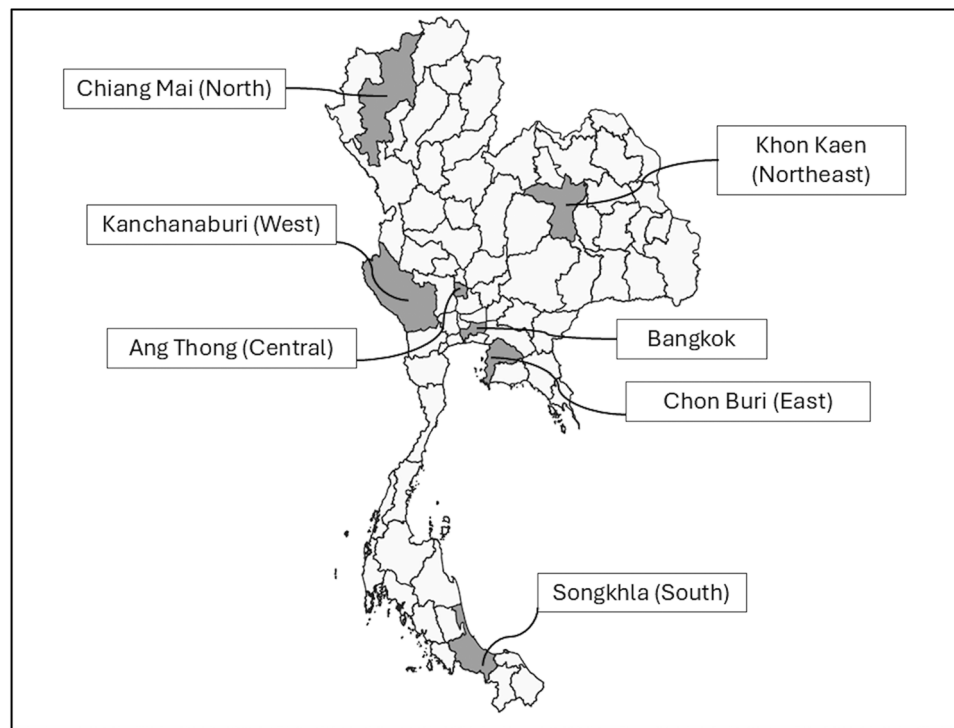 Chiang Mai (North)
Khon Kaen
(Northeast)
Kanchanaburi (West)
Ang Thong (Central)
Bangkok
Chon Buri (East)
Songkhla (South)